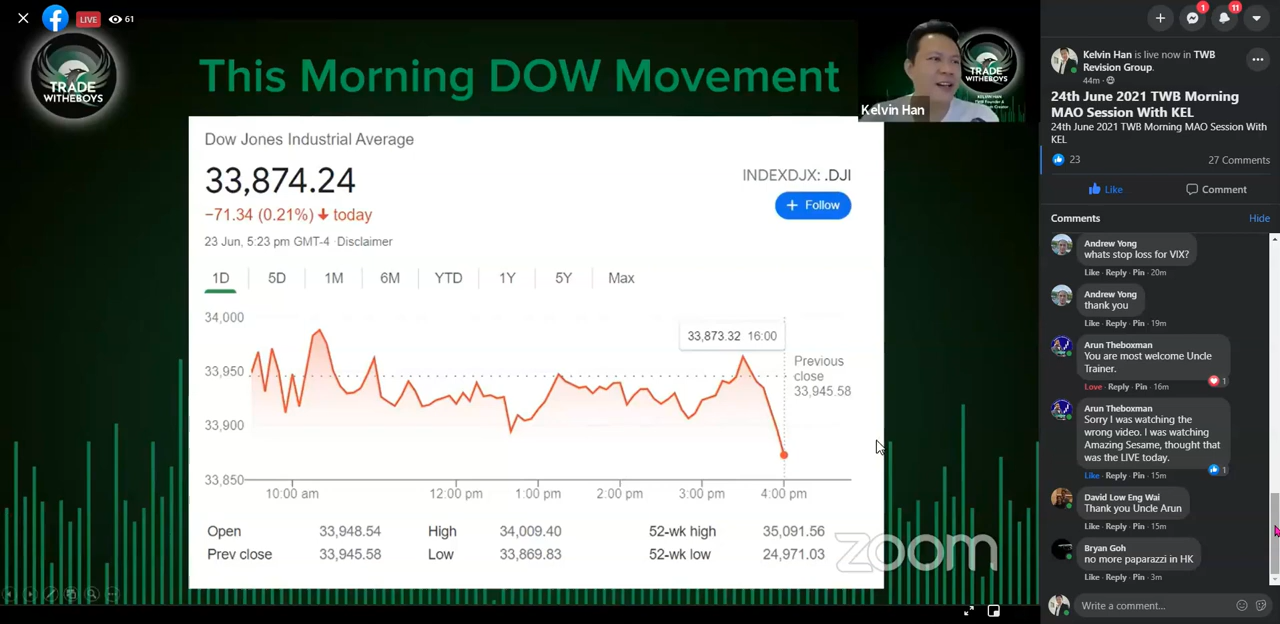 LIVE
61
TRADE
WITHEBOYS
This Morning DOW Movement
TRADE
WITHEBOYS
Kelvin Han
Dow Jones Industrial Average
33,874.24
−71.34 (0.21%) ↓ today
23 Jun, 5:23 pm GMT-4 · Disclaimer
INDEXDJX: .DJI
+ Follow
1D 5D 1M 6M YTD 1Y 5Y Max
34,000
33,950
33,900
33,850
33,873.32 16:00
Previous
close
33,945.58
10:00 am 12:00 pm 1:00 pm 2:00 pm 3:00 pm 4:00 pm
Open 33,948.54 High 34,009.40 52-wk high 35,091.56
Prev close 33,945.58 Low 33,869.83 52-wk low 24,971.03
zoom
1
11
Kelvin Han is live now in TWB
Revision Group.
44m
24th June 2021 TWB Morning
MAO Session With KEL
24th June 2021 TWB Morning MAO Session With
KEL
23
27 Comments
Like
Comment
Comments
Hide
Andrew Yong
whats stop loss for VIX?
Like · Reply · Pin · 20m
Andrew Yong
thank you
Like · Reply · Pin · 19m
Arun Theboxman
You are most welcome Uncle
Trainer.
Love · Reply · Pin · 16m
1
Arun Theboxman
Sorry I was watching the
wrong video. I was watching
Amazing Sesame, thought that
was the LIVE today.
Like · Reply · Pin · 15m
1
David Low Eng Wai
Thank you Uncle Arun
Like · Reply · Pin · 15m
Bryan Goh
no more paparazzi in HK
Like · Reply · Pin · 3m
Write a comment...